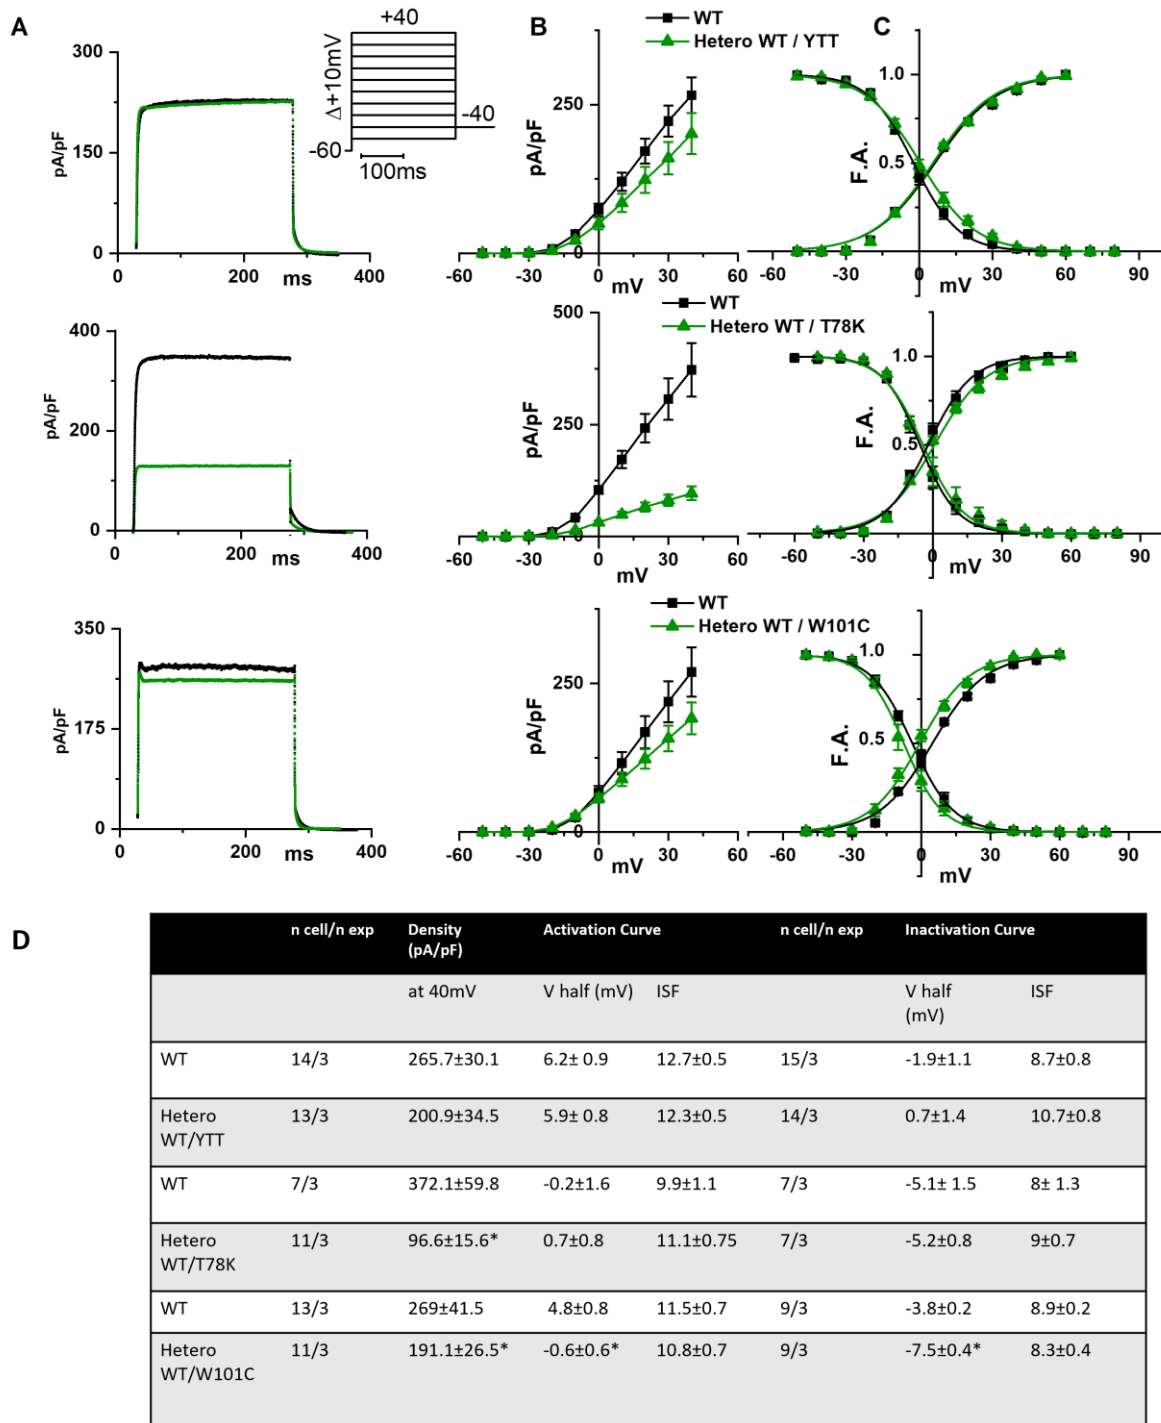 A
300
150
0
pA/pF
0
200
400
ms
+40
Δ+10mV
-40
-60
100ms
B
WT
Hetero WT / YTT
250
0
pA/pF
-60
-30
0
30
60
mV
C
1.0
0.5
F.A.
-60
-30
0
30
60
90
mV
400
200
100
0
pA/pF
0
200
400
ms
WT
Hetero WT / T78K
500
250
0
pA/pF
-60
-30
0
30
60
mV
1.0
0.5
F.A.
-60
-30
0
30
60
90
mV
350
175
0
pA/pF
0
200
400
ms
WT
Hetero WT / W101C
250
0
pA/pF
-60
-30
0
30
60
mV
1.0
0.5
F.A.
-60
-30
0
30
60
90
mV
D
n cell/n exp Density (pA/pF) Activation Curve n cell/n exp Inactivation Curve
at 40mV V half (mV) ISF V half (mV) ISF
WT 14/3 265.7±30.1 6.2± 0.9 12.7±0.5 15/3 -1.9±1.1 8.7±0.8
Hetero WT/YTT 13/3 200.9±34.5 5.9± 0.8 12.3±0.5 14/3 0.7±1.4 10.7±0.8
WT 7/3 372.1±59.8 -0.2±1.6 9.9±1.1 7/3 -5.1± 1.5 8± 1.3
Hetero WT/T78K 11/3 96.6±15.6* 0.7±0.8 11.1±0.75 7/3 -5.2±0.8 9±0.7
WT 13/3 269±41.5 4.8±0.8 11.5±0.7 9/3 -3.8±0.2 8.9±0.2
Hetero WT/W101C 11/3 191.1±26.5* -0.6±0.6* 10.8±0.7 9/3 -7.5±0.4* 8.3±0.4